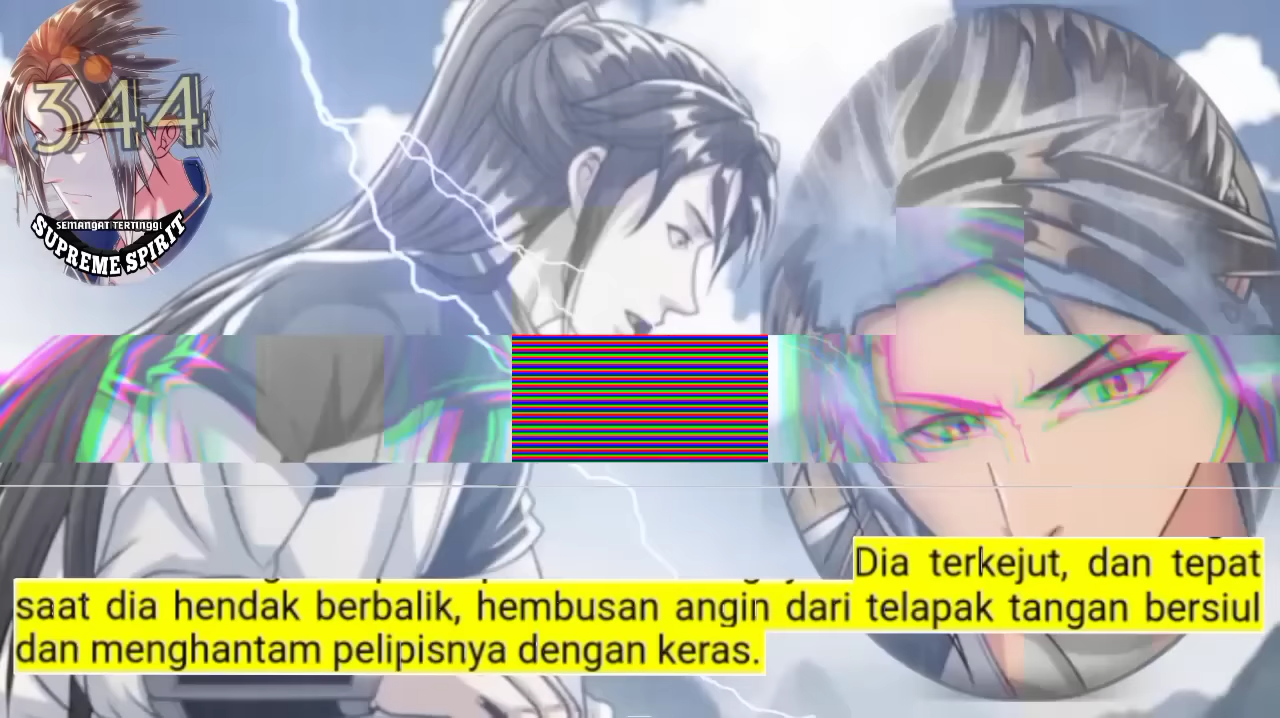 344
SEMANGAT TERTINGGI
SUPREME SPIRIT
Dia terkejut, dan tepat
saat dia hendak berbalik, hembusan angin dari telapak tangan bersiul
dan menghantam pelipisnya dengan keras.